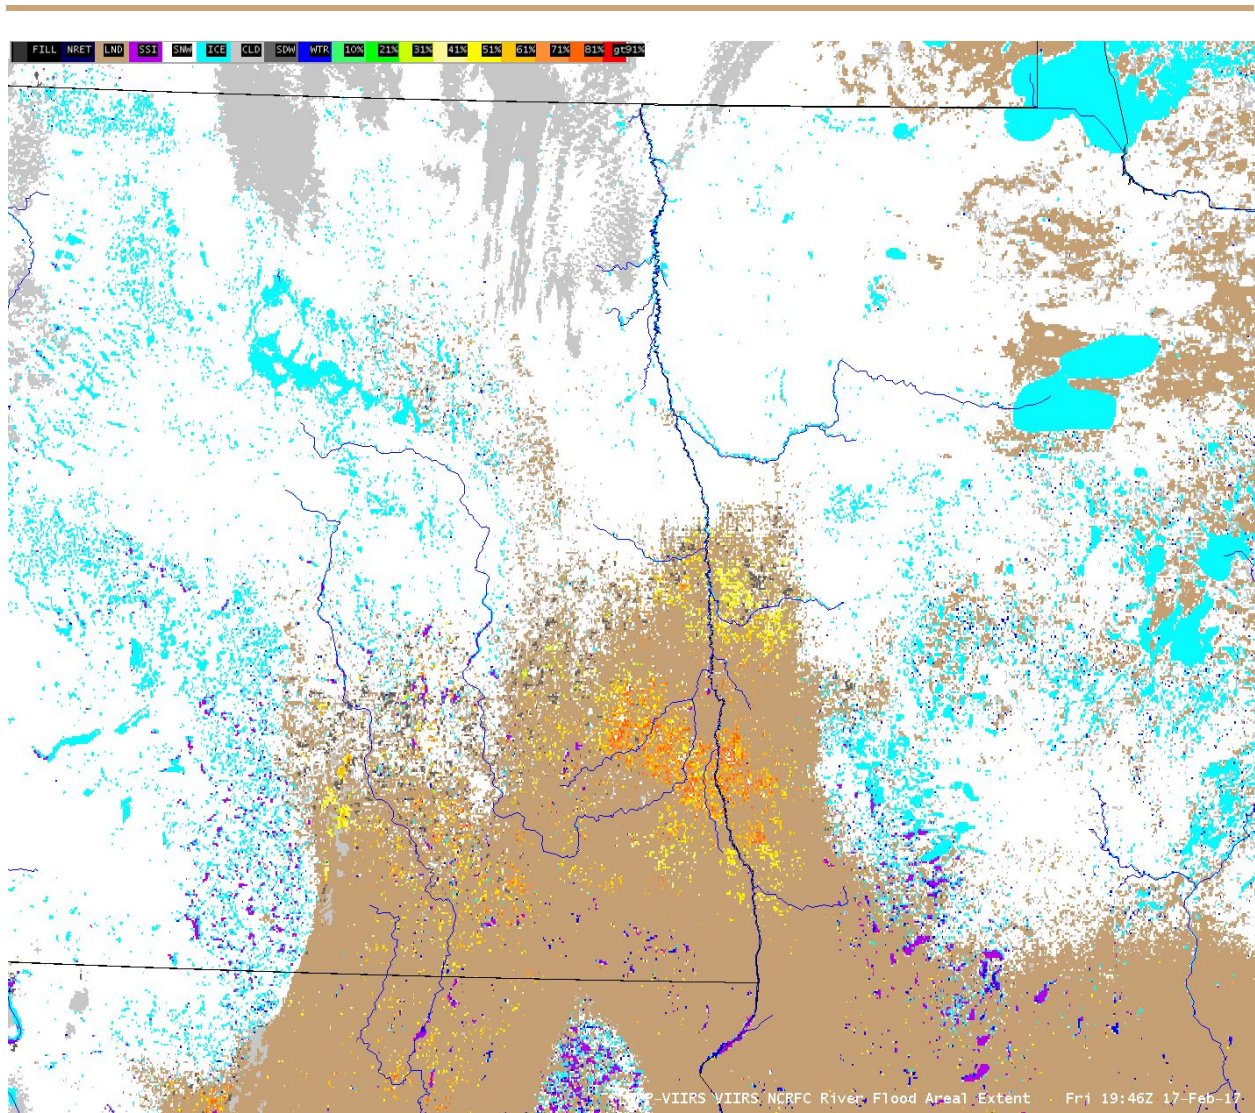 FILL NRET LND SSI SNW ICE CLD SDW WTR 10% 21% 31% 41% 51% 61% 71% 81% gt91%
VIIRS VIIRS NCRFC River Flood Areal Extent Fri 19:46Z 17-Feb-17